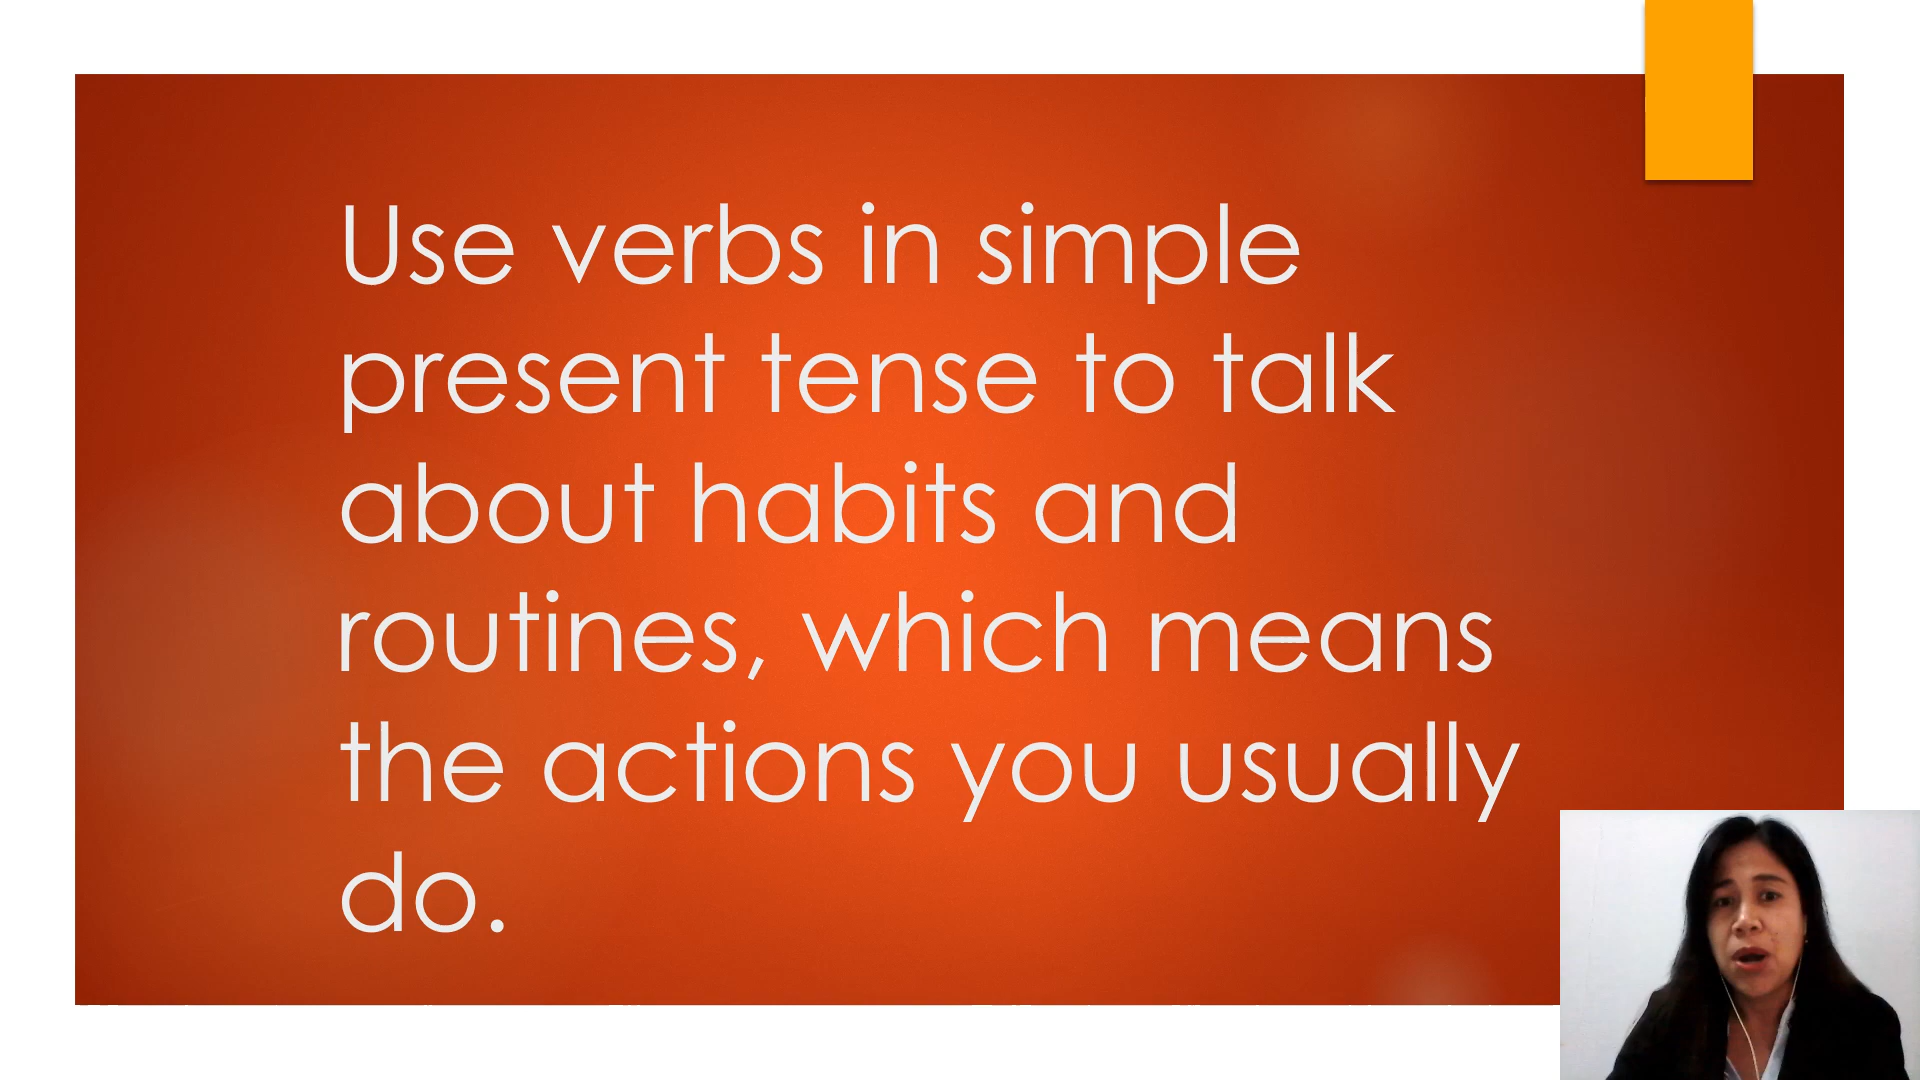 Use verbs in simple
present tense to talk
about habits and
routines, which means
the actions you usually
do.